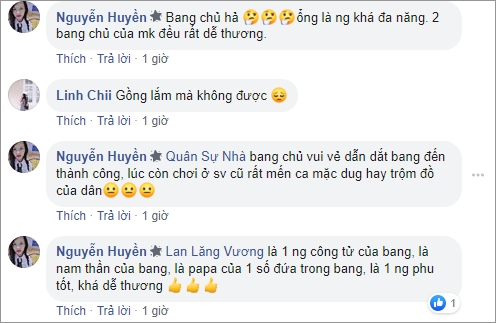 Nguyễn Huyền Bang chủ hả 🤔🤔🤔ổng là ng khá đa năng. 2
bang chủ của mk đều rất dễ thương.
Thích · Trả lời · 1 giờ
Linh Chii Gồng lắm mà không được 😔
Thích · Trả lời · 1 giờ
Nguyễn Huyền Quân Sự Nhà bang chủ vui vẻ dẫn dắt bang đến
thành công, lúc còn chơi ở sv cũ rất mến ca mặc dug hay trộm đồ
của dân😐😐😐
Thích · Trả lời · 1 giờ
Nguyễn Huyền Lan Lăng Vương là 1 ng công tử của bang, là
nam thần của bang, là papa của 1 số đứa trong bang, là 1 ng phu
tốt, khá dễ thương 👍👍👍
1
Thích · Trả lời · 1 giờ